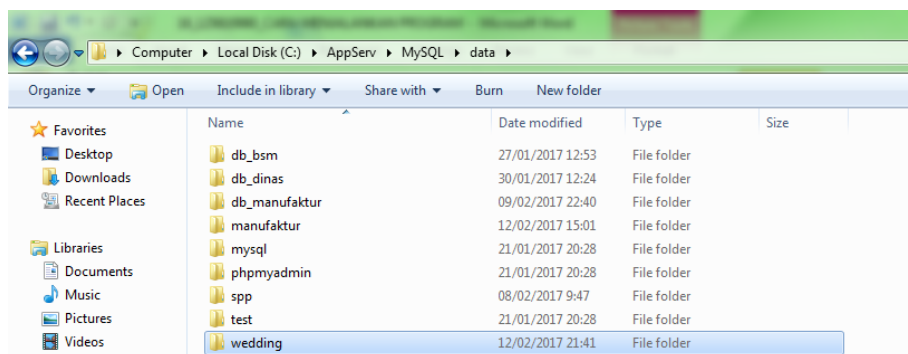 Computer ▸ Local Disk (C:) ▸ AppServ ▸ MySQL ▸ data ▸
Organize ▾ Open Include in library ▾ Share with ▾ Burn New folder
Favorites
Desktop
Downloads
Recent Places
Libraries
Documents
Music
Pictures
Videos
Name Date modified Type Size
db_bsm 27/01/2017 12:53 File folder
db_dinas 30/01/2017 12:24 File folder
db_manufaktur 09/02/2017 22:40 File folder
manufaktur 12/02/2017 15:01 File folder
mysql 21/01/2017 20:28 File folder
phpmyadmin 21/01/2017 20:28 File folder
spp 08/02/2017 9:47 File folder
test 21/01/2017 20:28 File folder
wedding 12/02/2017 21:41 File folder